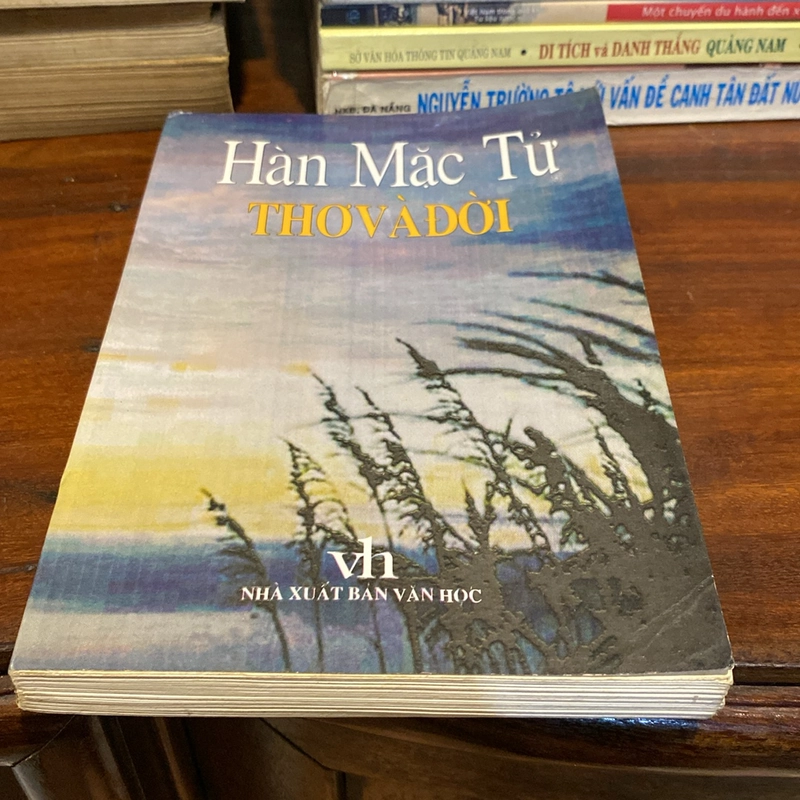 Một chuyến du hành đến x
SỞ VĂN HÓA THÔNG TIN QUẢNG NAM • DI TÍCH và DANH THẮNG QUẢNG NAM
NXB. ĐÀ NẴNG NGUYỄN TRƯỜNG TỘ VẤN ĐỀ CANH TÂN ĐẤT NƯ
Hàn Mặc Tử
THƠ VÀ ĐỜI
vh
NHÀ XUẤT BẢN VĂN HỌC